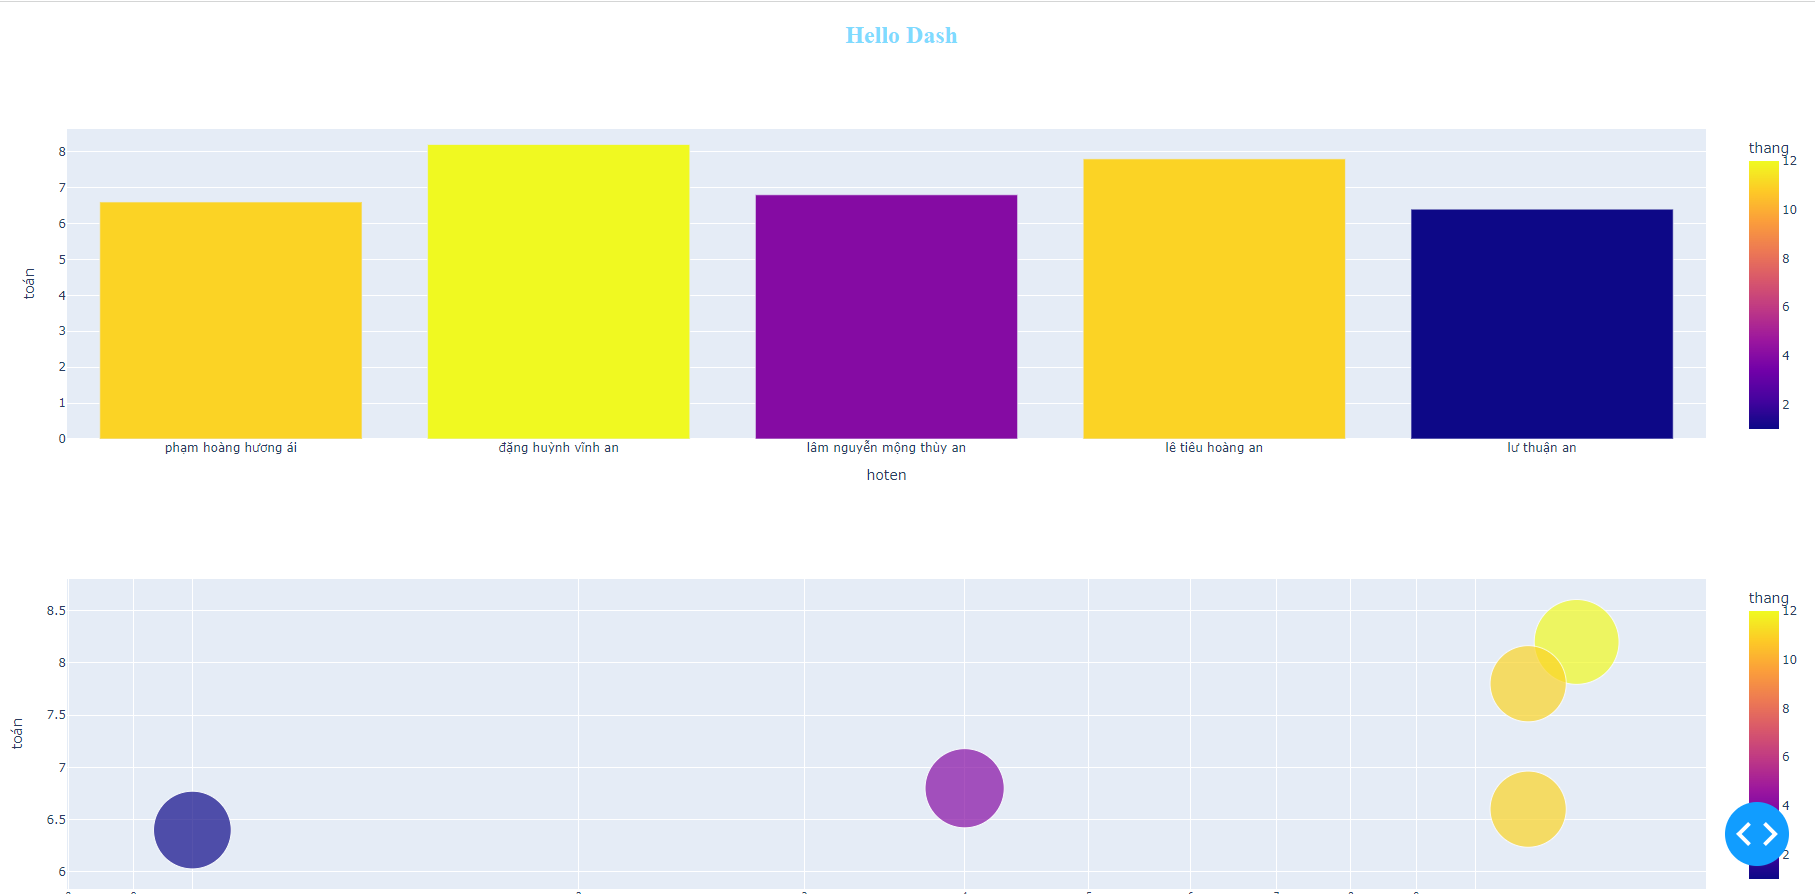 Hello Dash
8
7
6
5
4
3
2
1
0
toán
phạm hoàng hương ái
đặng huỳnh vĩnh an
lâm nguyễn mộng thùy an
lê tiêu hoàng an
lư thuận an
hoten
thang
12
10
8
6
4
2
8.5
8
7.5
7
6.5
6
toán
thang
12
10
8
6
4
2